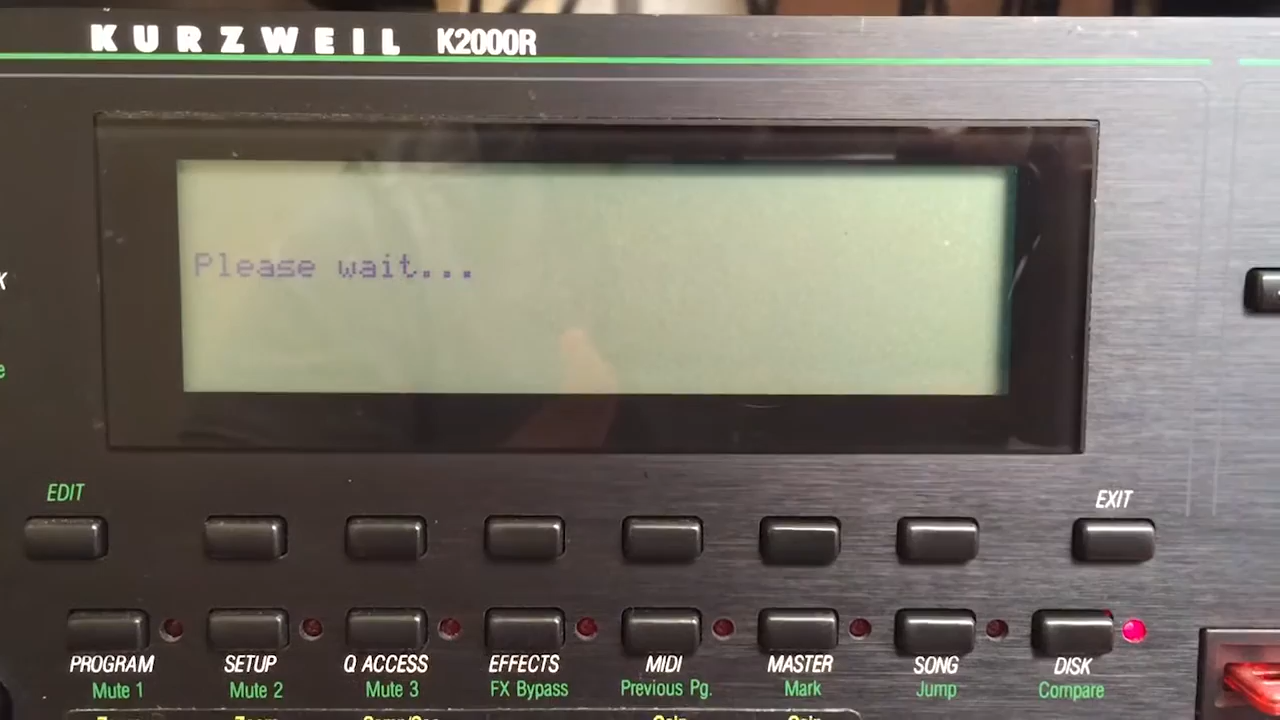 KURZWEIL K2000R
Please wait...
EDIT
EXIT
PROGRAM SETUP Q ACCESS EFFECTS MIDI MASTER SONG DISK
Mute 1 Mute 2 Mute 3 FX Bypass Previous Pg. Mark Jump Compare